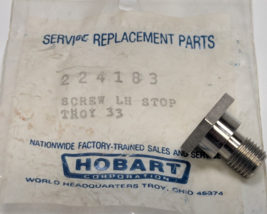 SERVICE REPLACEMENT PARTS
224183
SCREW LH STOP
TROY 33
NATIONWIDE FACTORY-TRAINED SALES AND SERVICE
HOBART
CORPORATION
WORLD HEADQUARTERS TROY, OHIO 45374